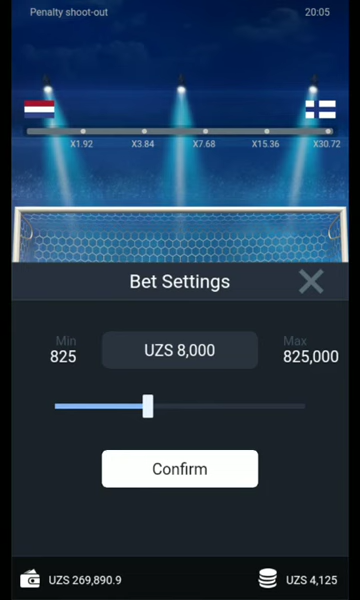 Penalty shoot-out 20:05
X1.92 X3.84 X7.68 X15.36 X30.72
Bet Settings
Min
825
UZS 8,000
Max
825,000
Confirm
UZS 269,890.9 UZS 4,125